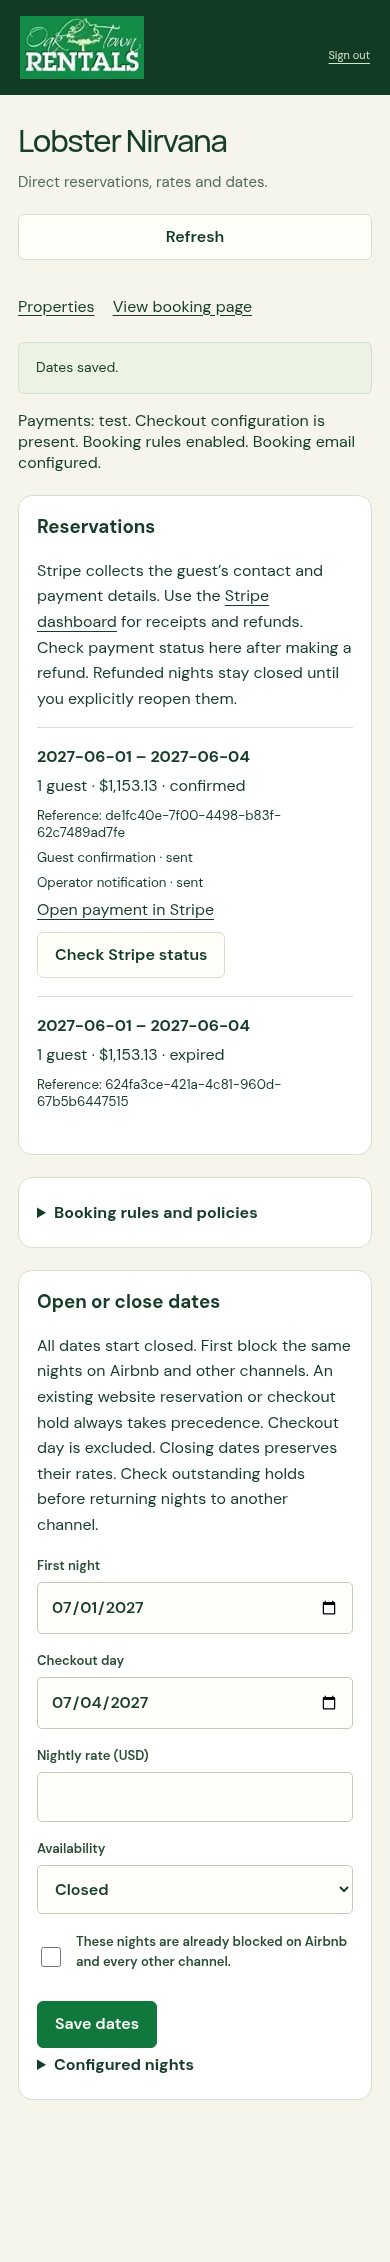 Oak Town
RENTALS
Sign out
Lobster Nirvana
Direct reservations, rates and dates.
Refresh
Properties View booking page
Dates saved.
Payments: test. Checkout configuration is
present. Booking rules enabled. Booking email
configured.
Reservations
Stripe collects the guest’s contact and
payment details. Use the Stripe
dashboard for receipts and refunds.
Check payment status here after making a
refund. Refunded nights stay closed until
you explicitly reopen them.
2027-06-01 – 2027-06-04
1 guest · $1,153.13 · confirmed
Reference: de1fc40e-7f00-4498-b83f-
62c7489ad7fe
Guest confirmation · sent
Operator notification · sent
Open payment in Stripe
Check Stripe status
2027-06-01 – 2027-06-04
1 guest · $1,153.13 · expired
Reference: 624fa3ce-421a-4c81-960d-
67b5b6447515
Booking rules and policies
Open or close dates
All dates start closed. First block the same
nights on Airbnb and other channels. An
existing website reservation or checkout
hold always takes precedence. Checkout
day is excluded. Closing dates preserves
their rates. Check outstanding holds
before returning nights to another
channel.
First night
07/01/2027
Checkout day
07/04/2027
Nightly rate (USD)
Availability
Closed
These nights are already blocked on Airbnb
and every other channel.
Save dates
Configured nights